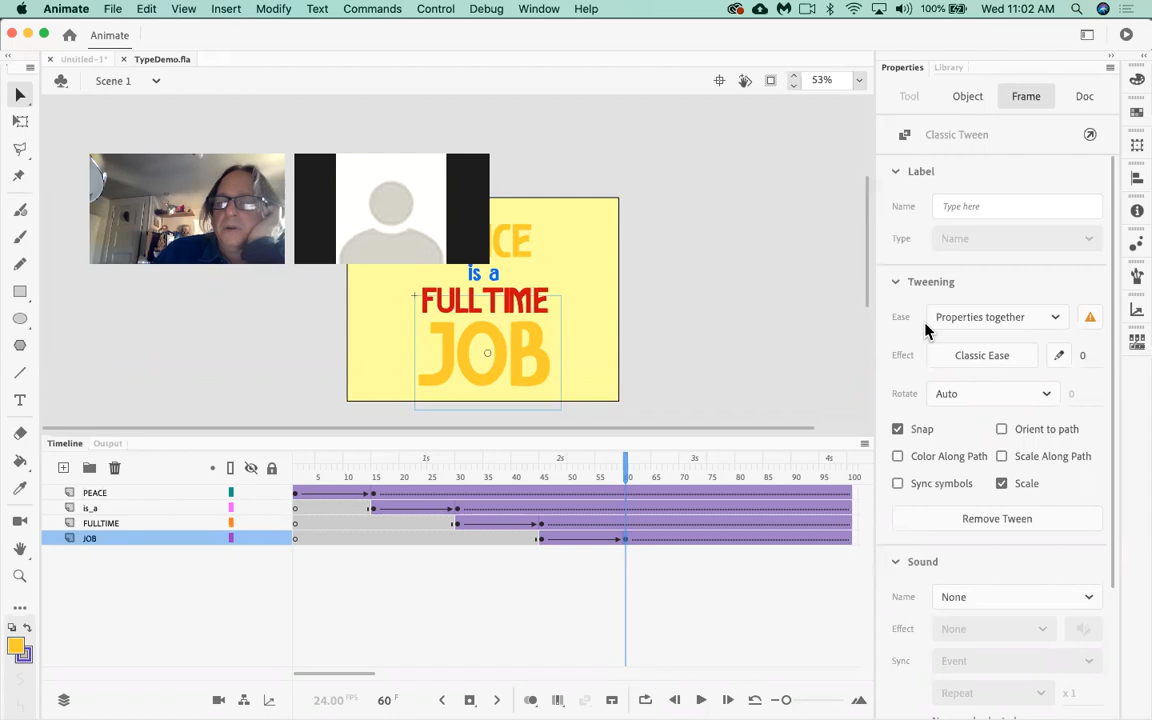 Animate File Edit View Insert Modify Text Commands Control Debug Window Help 100% Wed 11:02 AM
Animate
Untitled-1* TypeDemo.fla
Scene 1 53%
Properties Library
Tool Object Frame Doc
Classic Tween
Label
Name Type here
Type Name
Tweening
Ease Properties together
Effect Classic Ease 0
Rotate Auto 0
Snap Orient to path
Color Along Path Scale Along Path
Sync symbols Scale
Remove Tween
Sound
Name None
Effect None
Sync Event
Repeat x 1
CE
is a
FULLTIME
JOB
Timeline Output
1s 2s 3s 4s
5 10 15 20 25 30 35 40 45 50 55 60 65 70 75 80 85 90 95 100
PEACE
is_a
FULLTIME
JOB
24.00 FPS 60 F